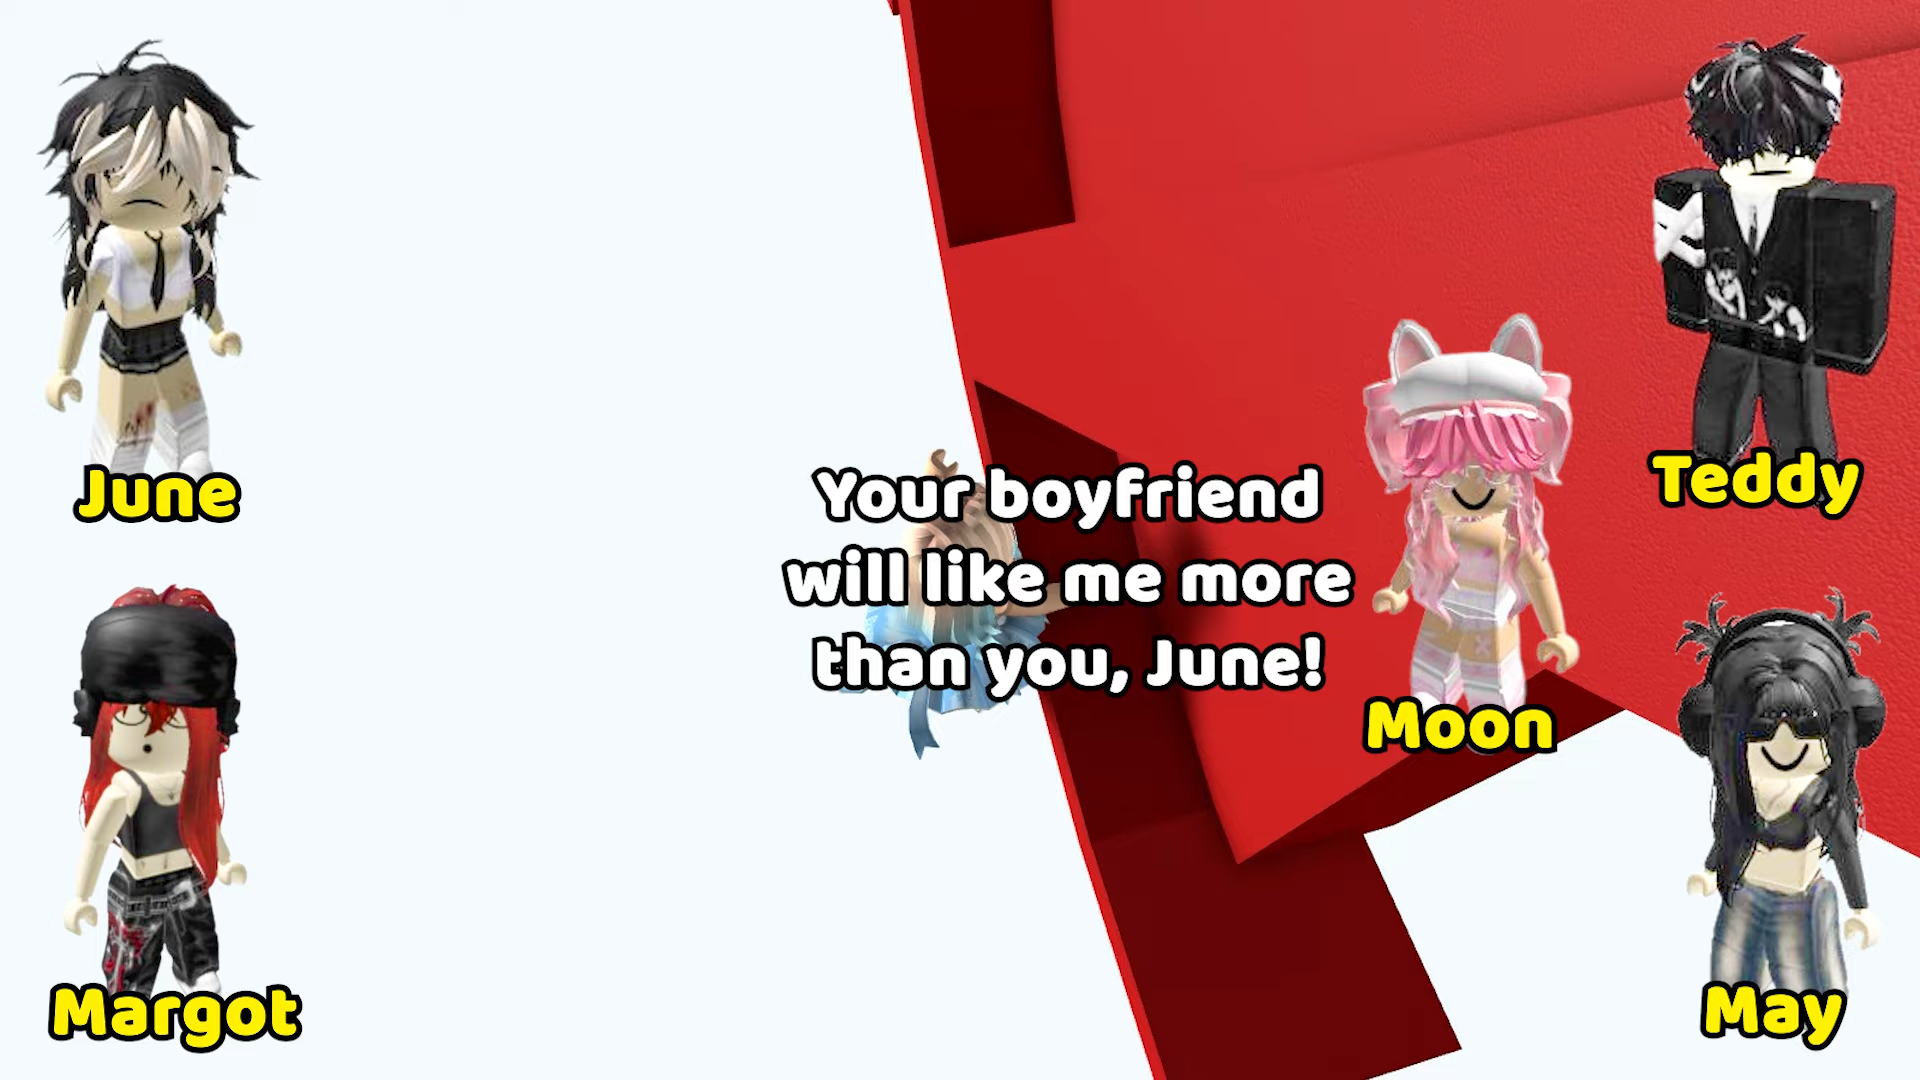 June
Teddy
Your boyfriend
will like me more
than you, June!
Moon
Margot
May